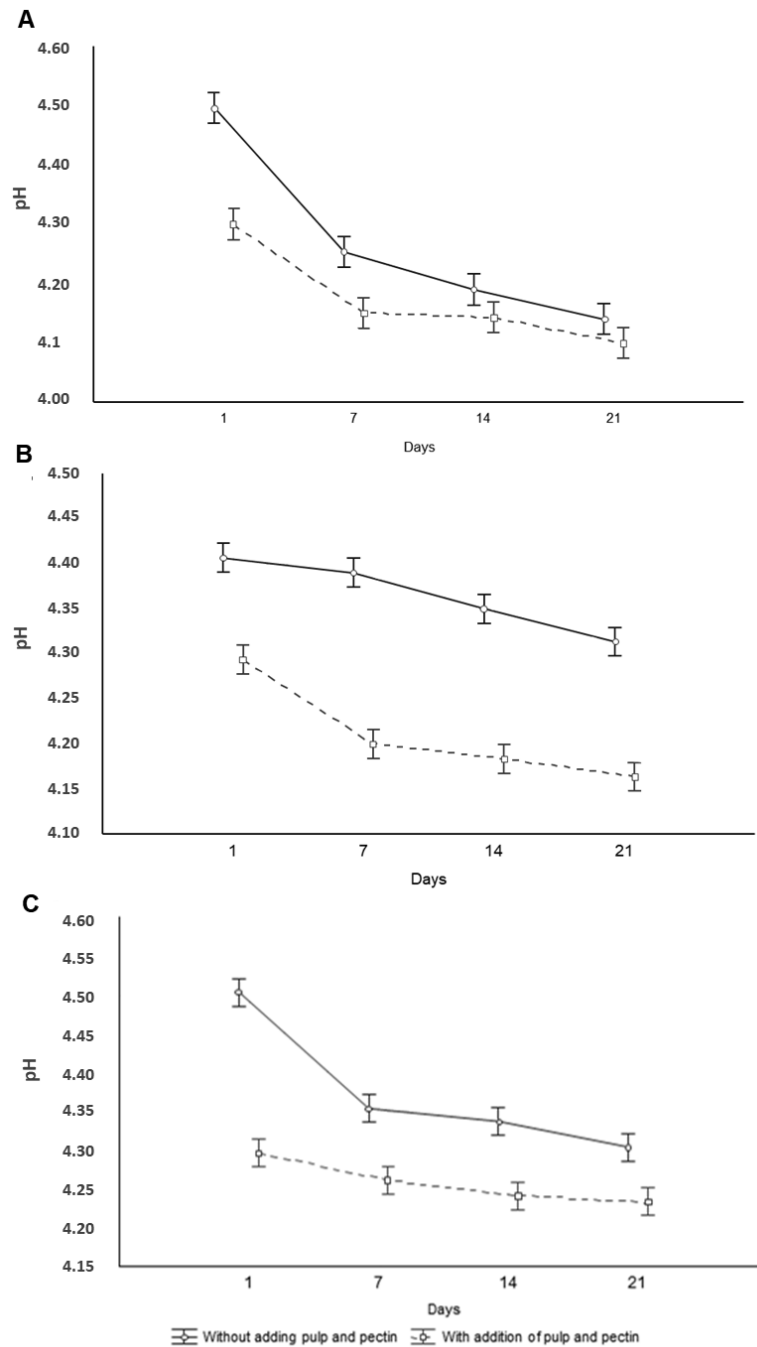 A
4.60
4.50
4.40
4.30
4.20
4.1
4.00
pH
1 7 14 21
Days
B
4.50
4.45
4.40
4.35
4.30
4.25
4.20
4.15
4.10
pH
1 7 14 21
Days
C
4.60
4.55
4.50
4.45
4.40
4.35
4.30
4.25
4.20
4.15
pH
1 7 14 21
Days
Without adding pulp and pectin With addition of pulp and pectin